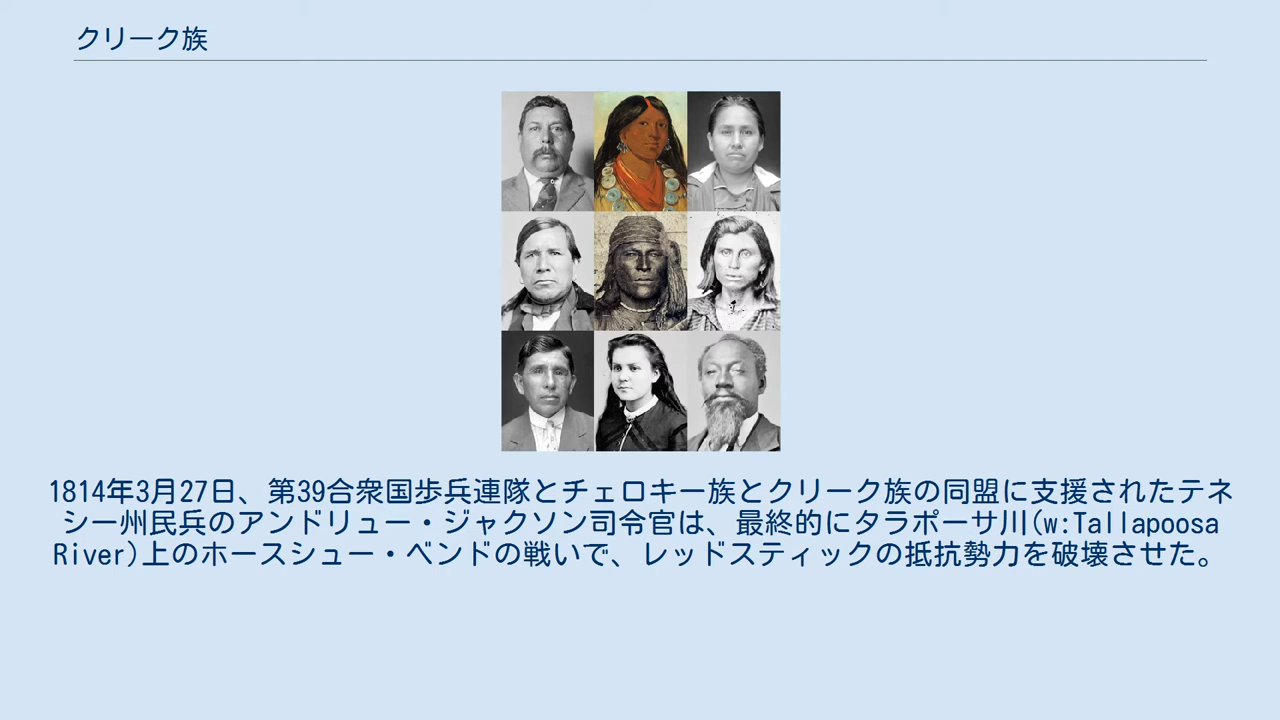 クリーク族
1814年3月27日、第39合衆国歩兵連隊とチェロキー族とクリーク族の同盟に支援されたテネ
シー州民兵のアンドリュー・ジャクソン司令官は、最終的にタラポーサ川(w:Tallapoosa
River)上のホースシュー・ベンドの戦いで、レッドスティックの抵抗勢力を破壊させた。